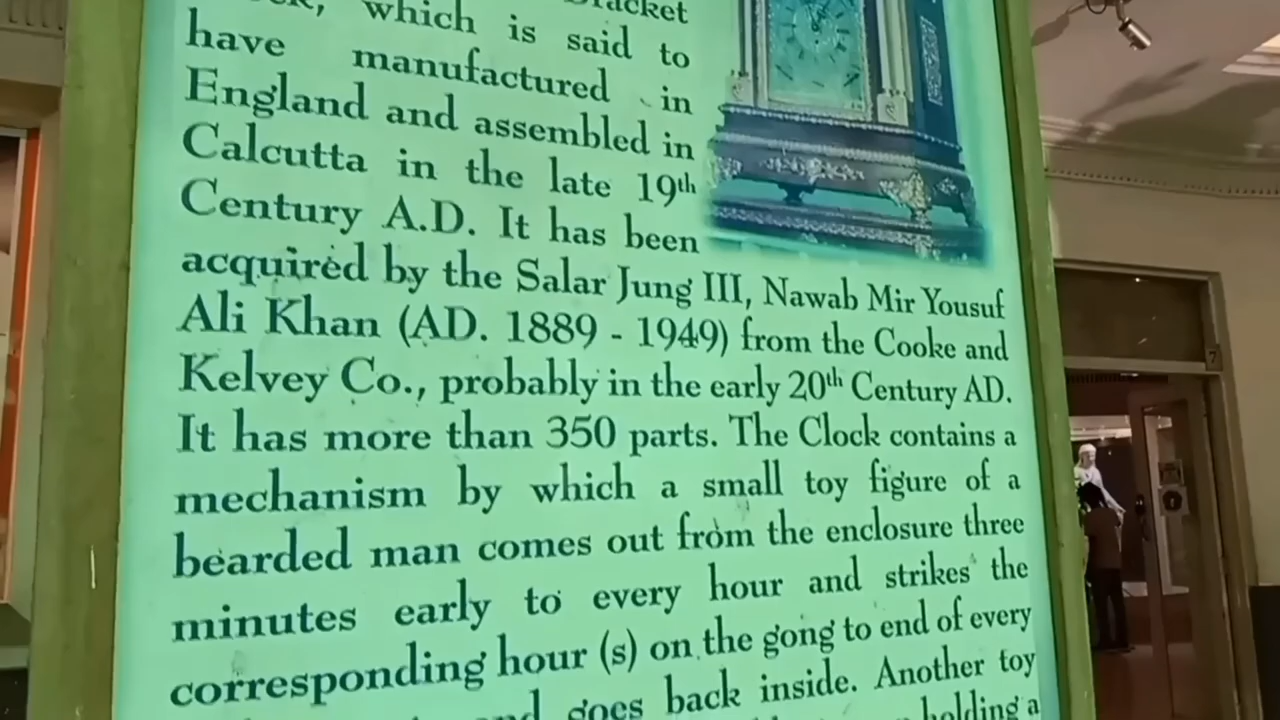 Bracket
which is said to
have manufactured in
England and assembled in
Calcutta in the late 19th
Century A.D. It has been
acquired by the Salar Jung III, Nawab Mir Yousuf
Ali Khan (AD. 1889 - 1949) from the Cooke and
Kelvey Co., probably in the early 20th Century AD.
It has more than 350 parts. The Clock contains a
mechanism by which a small toy figure of a
bearded man comes out from the enclosure three
minutes early to every hour and strikes the
corresponding hour (s) on the gong to end of every
goes back inside. Another toy
holding a
7